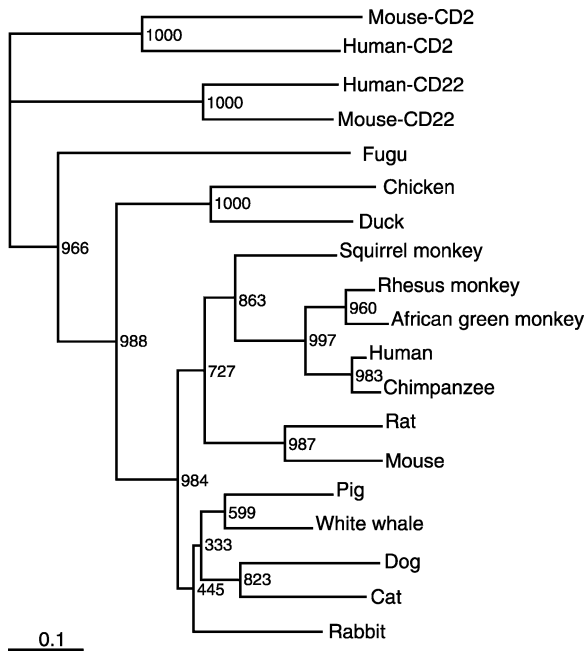 Mouse-CD2
1000
Human-CD2
Human-CD22
1000
Mouse-CD22
Fugu
Chicken
1000
Duck
966
Squirrel monkey
Rhesus monkey
863
960
African green monkey
997
988
Human
727
983
Chimpanzee
Rat
987
Mouse
984
Pig
599
White whale
333
Dog
823
445
Cat
Rabbit
0.1